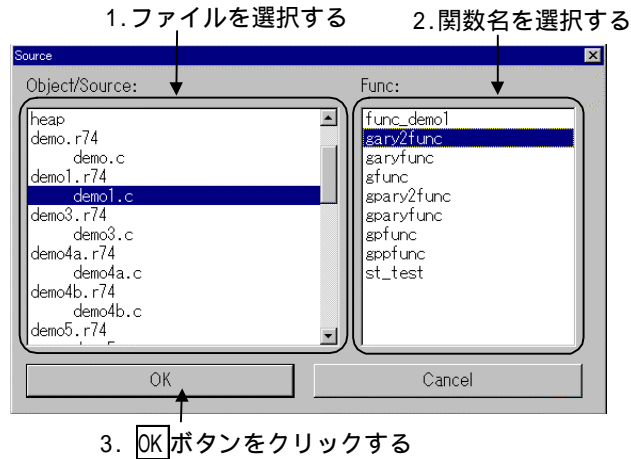 1.ファイルを選択する
2.関数名を選択する
Source
Object/Source:
Func:
heap
demo.r74
demo.c
demo1.r74
demo1.c
demo3.r74
demo3.c
demo4a.r74
demo4a.c
demo4b.r74
demo4b.c
demo5.r74
func_demo1
gary2func
garyfunc
gfunc
gpary2func
gparyfunc
gpfunc
gppfunc
st_test
OK
Cancel
3. OKボタンをクリックする